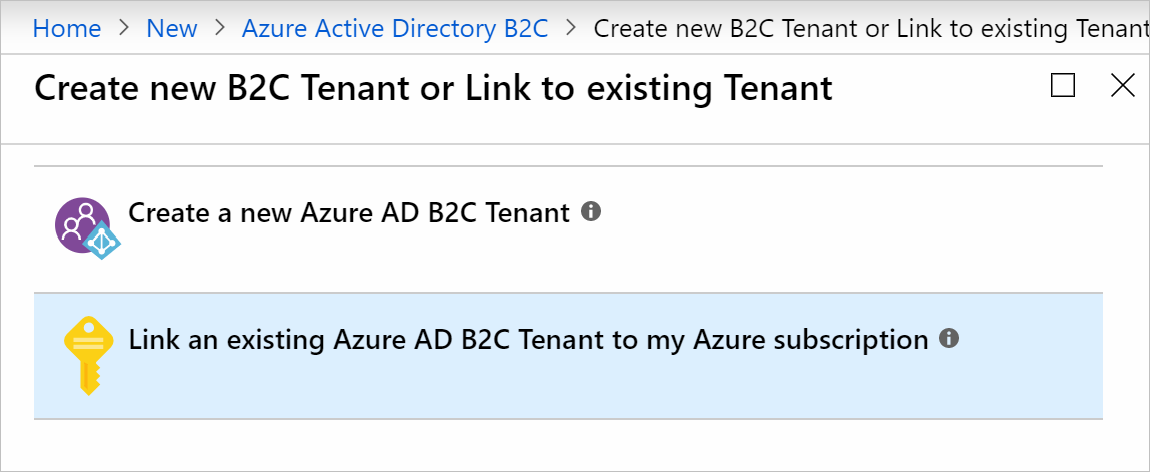 Home > New > Azure Active Directory B2C > Create new B2C Tenant or Link to existing Tenant
Create new B2C Tenant or Link to existing Tenant
Create a new Azure AD B2C Tenant
Link an existing Azure AD B2C Tenant to my Azure subscription